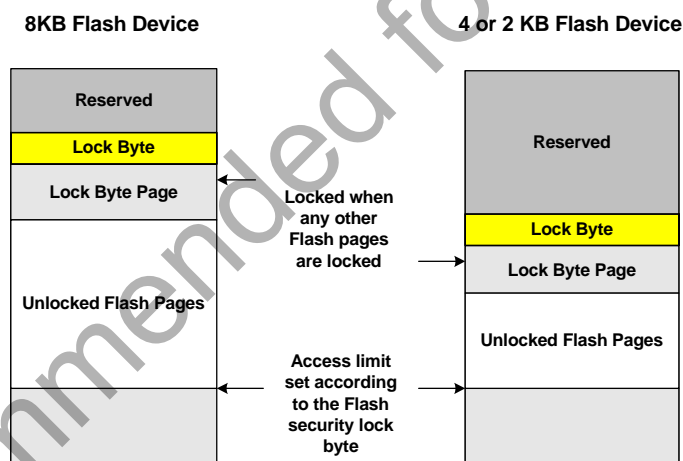 8KB Flash Device
4 or 2 KB Flash Device
Reserved
Lock Byte
Lock Byte Page
Unlocked Flash Pages
Locked when
any other
Flash pages
are locked
Access limit
set according
to the Flash
security lock
byte
Reserved
Lock Byte
Lock Byte Page
Unlocked Flash Pages
mmended fo